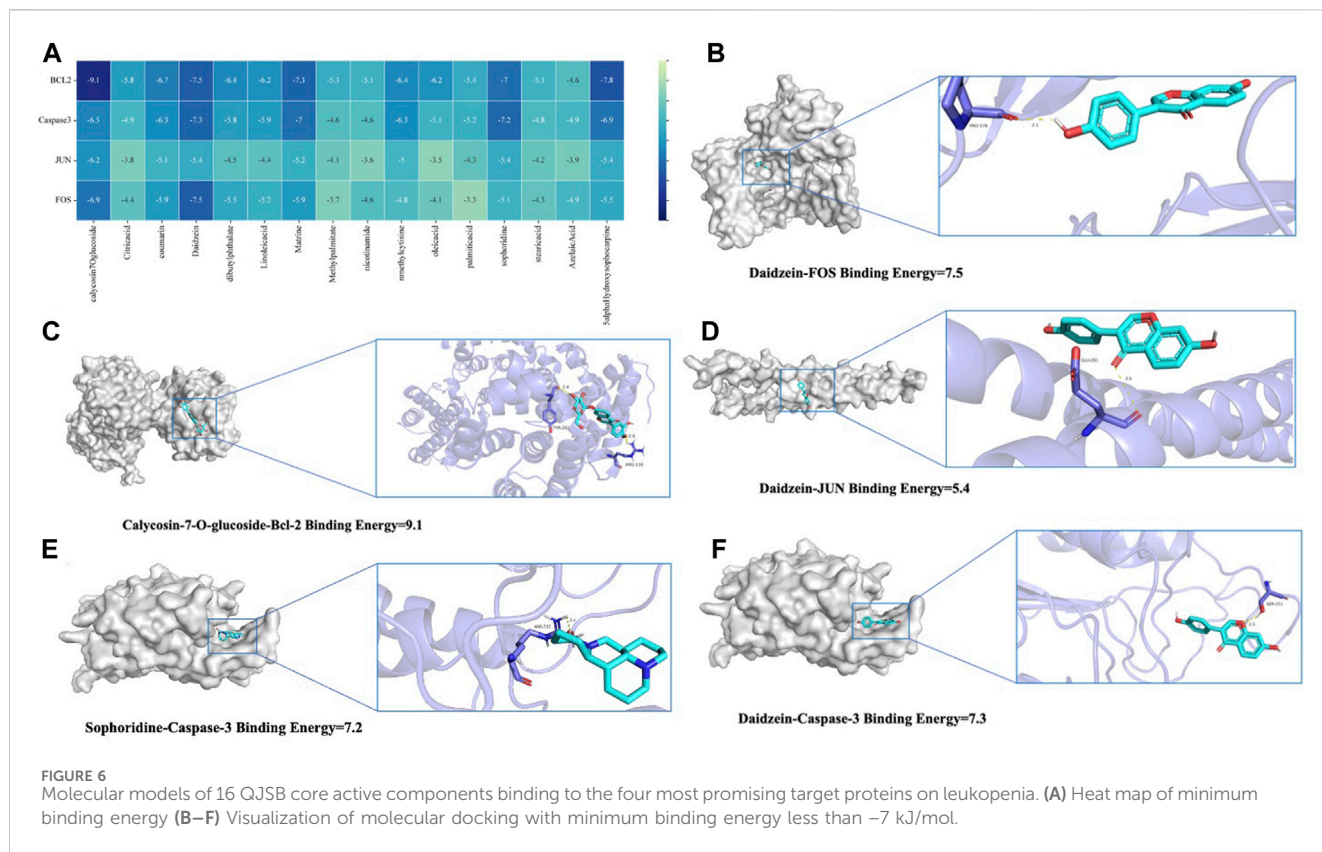 A
BCL2 -9.1 -5.8 -6.7 -7.5 -6.4 -6.2 -7.3 -5.3 -5.1 -6.4 -6.2 -5.4 -7 -5.1 -4.6 -7.8
Caspase3 -6.5 -4.9 -6.3 -7.3 -5.8 -5.9 -7 -4.6 -4.6 -6.3 -5.1 -5.2 -7.2 -4.8 -4.9 -6.9
JUN -6.2 -3.8 -5.1 -5.4 -4.5 -4.4 -5.2 -4.1 -3.6 -5 -3.5 -4.3 -5.4 -4.2 -3.9 -5.4
FOS -6.9 -4.4 -5.9 -7.5 -5.5 -5.2 -5.9 -3.7 -4.6 -4.8 -4.1 -3.3 -5.1 -4.3 -4.9 -5.5
calycosin7Oglucoside
Citricacid
coumarin
Daidzein
dibutylphthalate
Linoleicacid
Matrine
Methylpalmitate
nicotinamide
nmethylcytisine
oleicacid
palmiticacid
sophoridine
stearicacid
AzelaicAcid
5alphaHydroxysophocarpine
B
2.1
Daidzein-FOS Binding Energy=7.5
C
2.4
Calycosin-7-O-glucoside-Bcl-2 Binding Energy=9.1
D
Daidzein-JUN Binding Energy=5.4
E
Sophoridine-Caspase-3 Binding Energy=7.2
F
2.5
Daidzein-Caspase-3 Binding Energy=7.3
FIGURE 6
Molecular models of 16 QJSB core active components binding to the four most promising target proteins on leukopenia. (A) Heat map of minimum
binding energy (B–F) Visualization of molecular docking with minimum binding energy less than −7 kJ/mol.